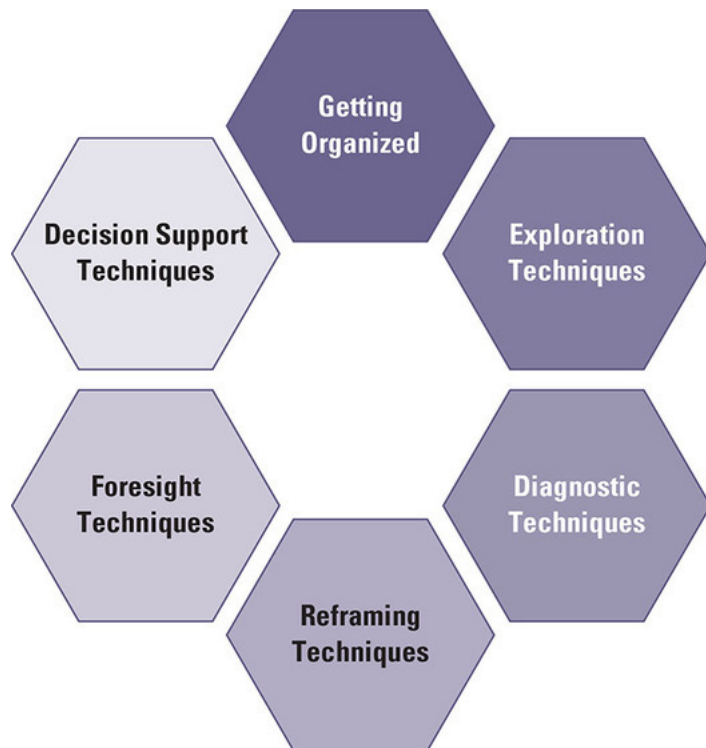 Getting
Organized
Exploration
Techniques
Diagnostic
Techniques
Reframing
Techniques
Foresight
Techniques
Decision Support
Techniques